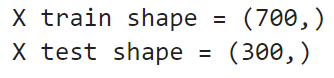 X train shape = (700,)
X test shape = (300,)